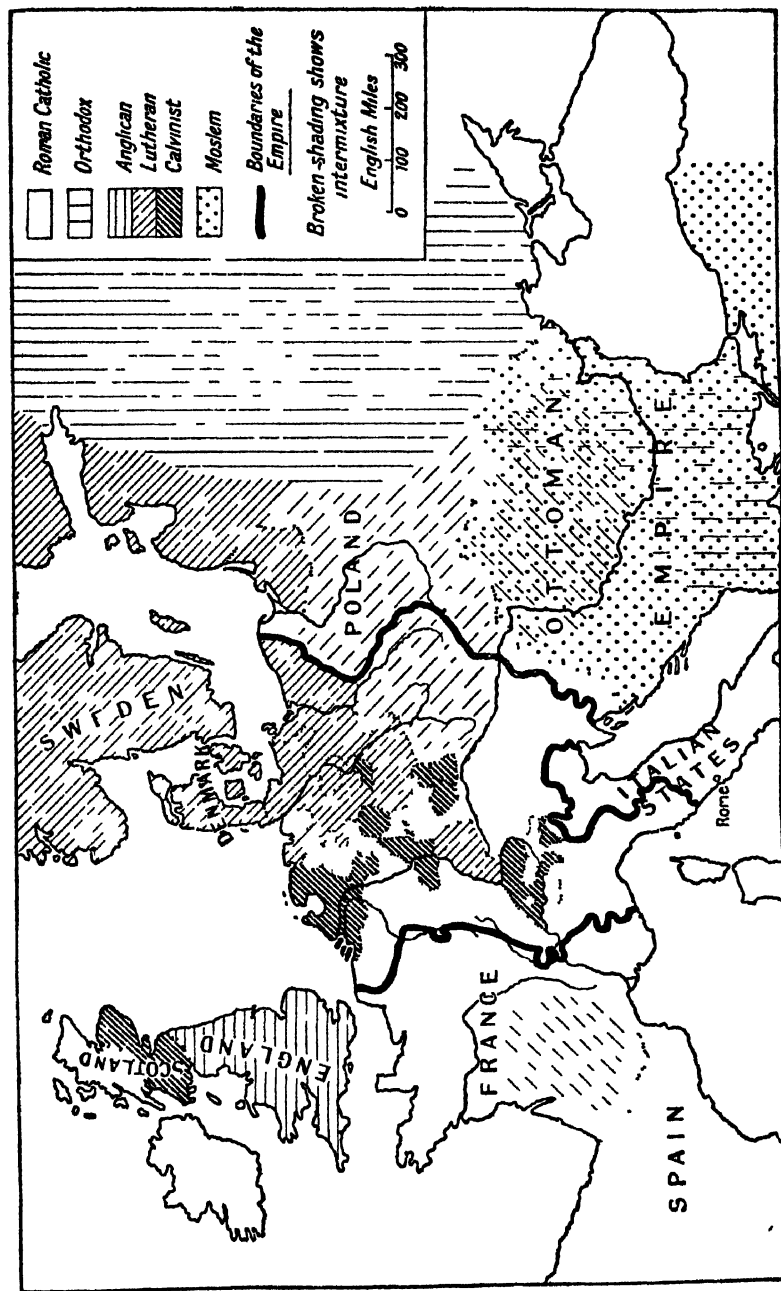 Roman Catholic
Orthodox
Anglican
Lutheran
Calvinist
Moslem
Boundaries of the
Empire
Broken shading shows
intermixture
English Miles
0 100 200 300
SWEDEN
DENMARK
SCOTLAND
ENGLAND
POLAND
FRANCE
SPAIN
ITALIAN
STATES
Rome
OTTOMAN
EMPIRE